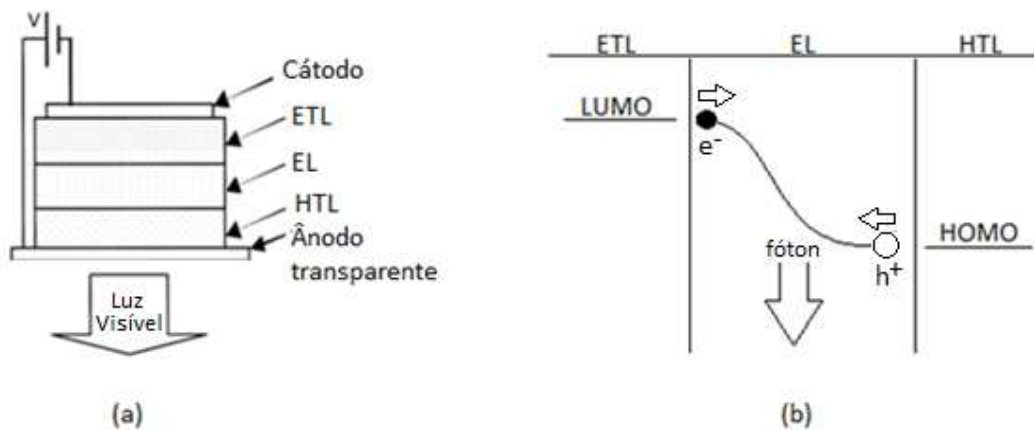 V
Cátodo
ETL
EL
HTL
Ânodo
transparente
Luz
Visível
(a)
ETL EL HTL
LUMO
e⁻
HOMO
fóton
h⁺
(b)